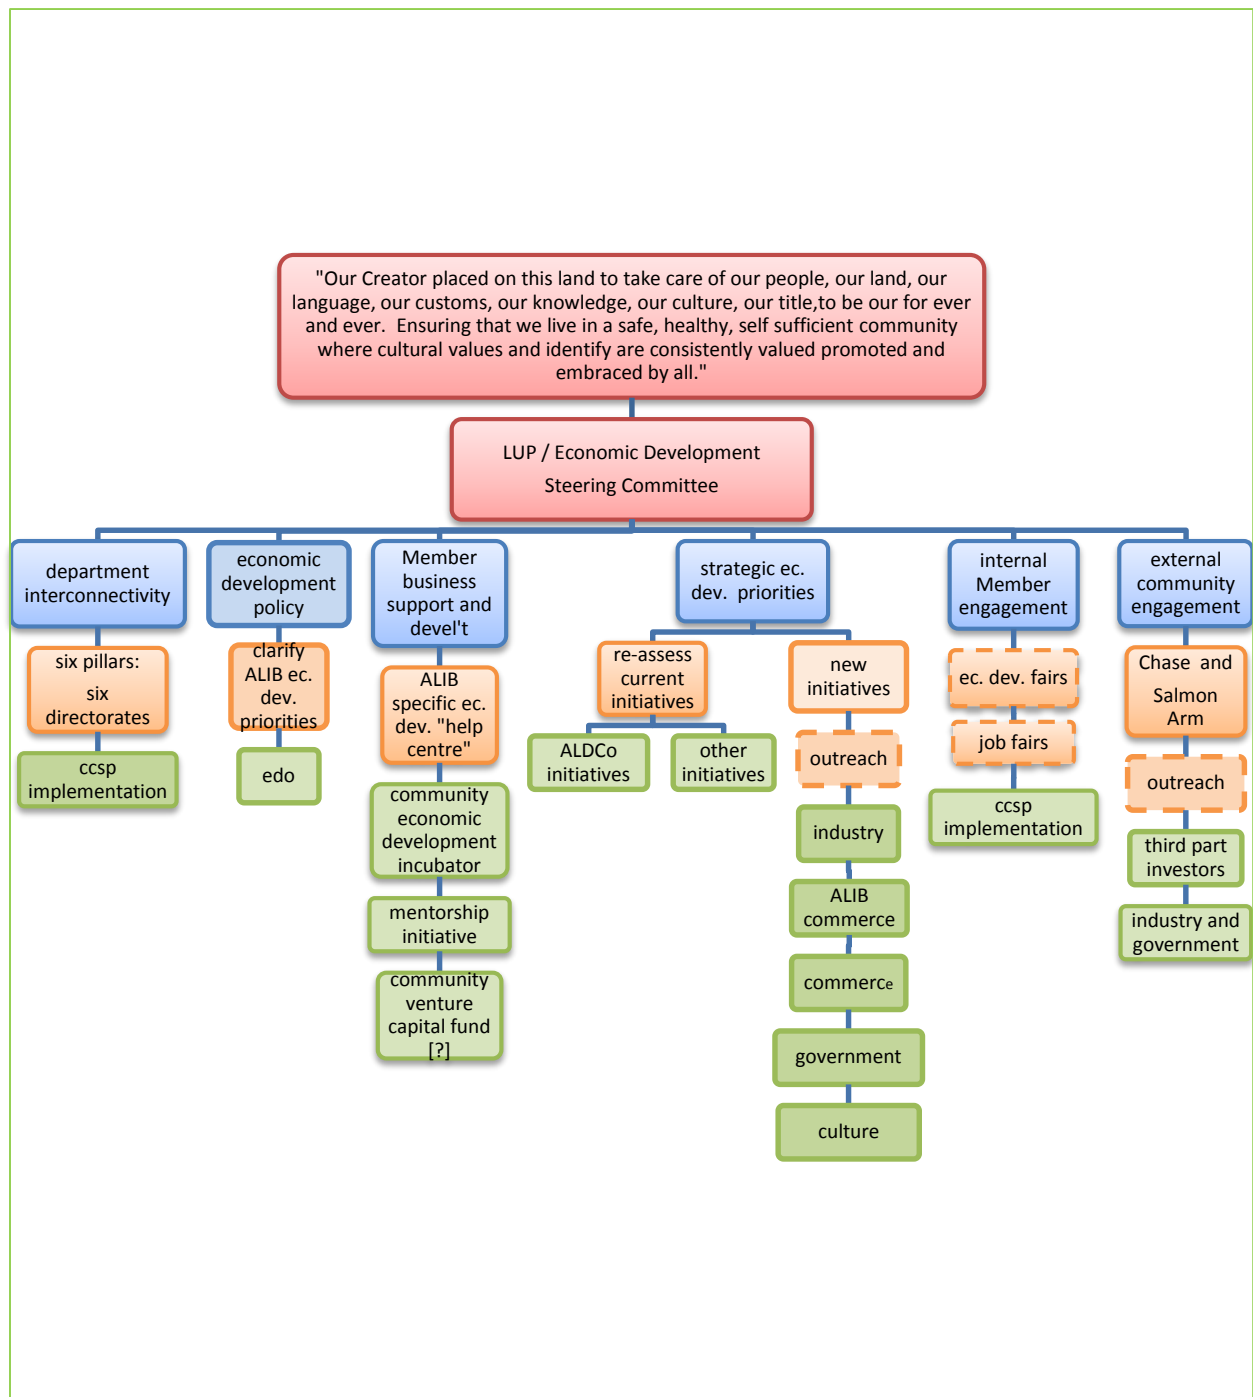 "Our Creator placed on this land to take care of our people, our land, our
language, our customs, our knowledge, our culture, our title,to be our for ever
and ever.  Ensuring that we live in a safe, healthy, self sufficient community
where cultural values and identify are consistently valued promoted and
embraced by all."
LUP / Economic Development
Steering Committee
department
interconnectivity
six pillars:
six
directorates
ccsp
implementation
economic
development
policy
clarify
ALIB ec.
dev.
priorities
edo
Member
business
support and
devel't
ALIB
specific ec.
dev. "help
centre"
community
economic
development
incubator
mentorship
initiative
community
venture
capital fund
[?]
strategic ec.
dev.  priorities
re-assess
current
initiatives
ALDCo
initiatives
other
initiatives
new
initiatives
outreach
industry
ALIB
commerce
commerce
government
culture
internal
Member
engagement
ec. dev. fairs
job fairs
ccsp
implementation
external
community
engagement
Chase  and
Salmon
Arm
outreach
third part
investors
industry and
government